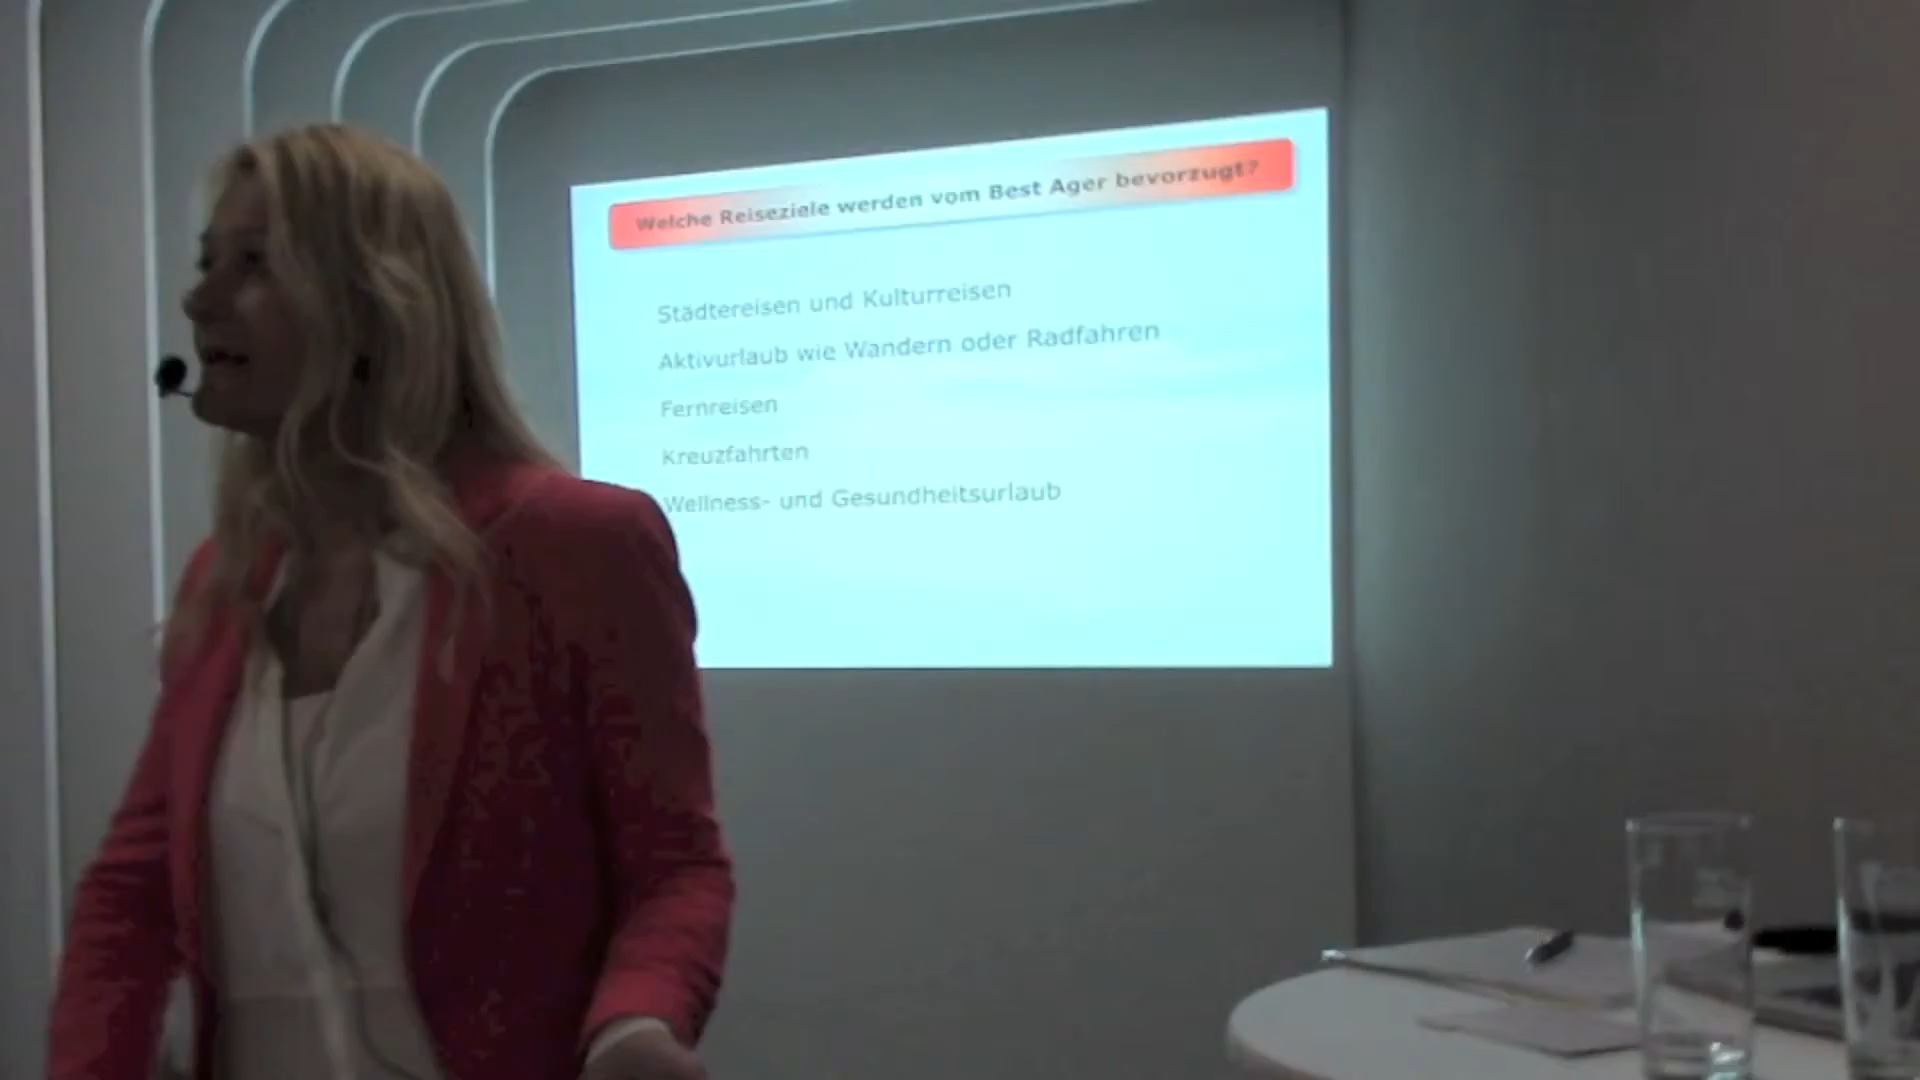 Welche Reiseziele werden vom Best Ager bevorzugt?
Städtereisen und Kulturreisen
Aktivurlaub wie Wandern oder Radfahren
Fernreisen
Kreuzfahrten
Wellness- und Gesundheitsurlaub